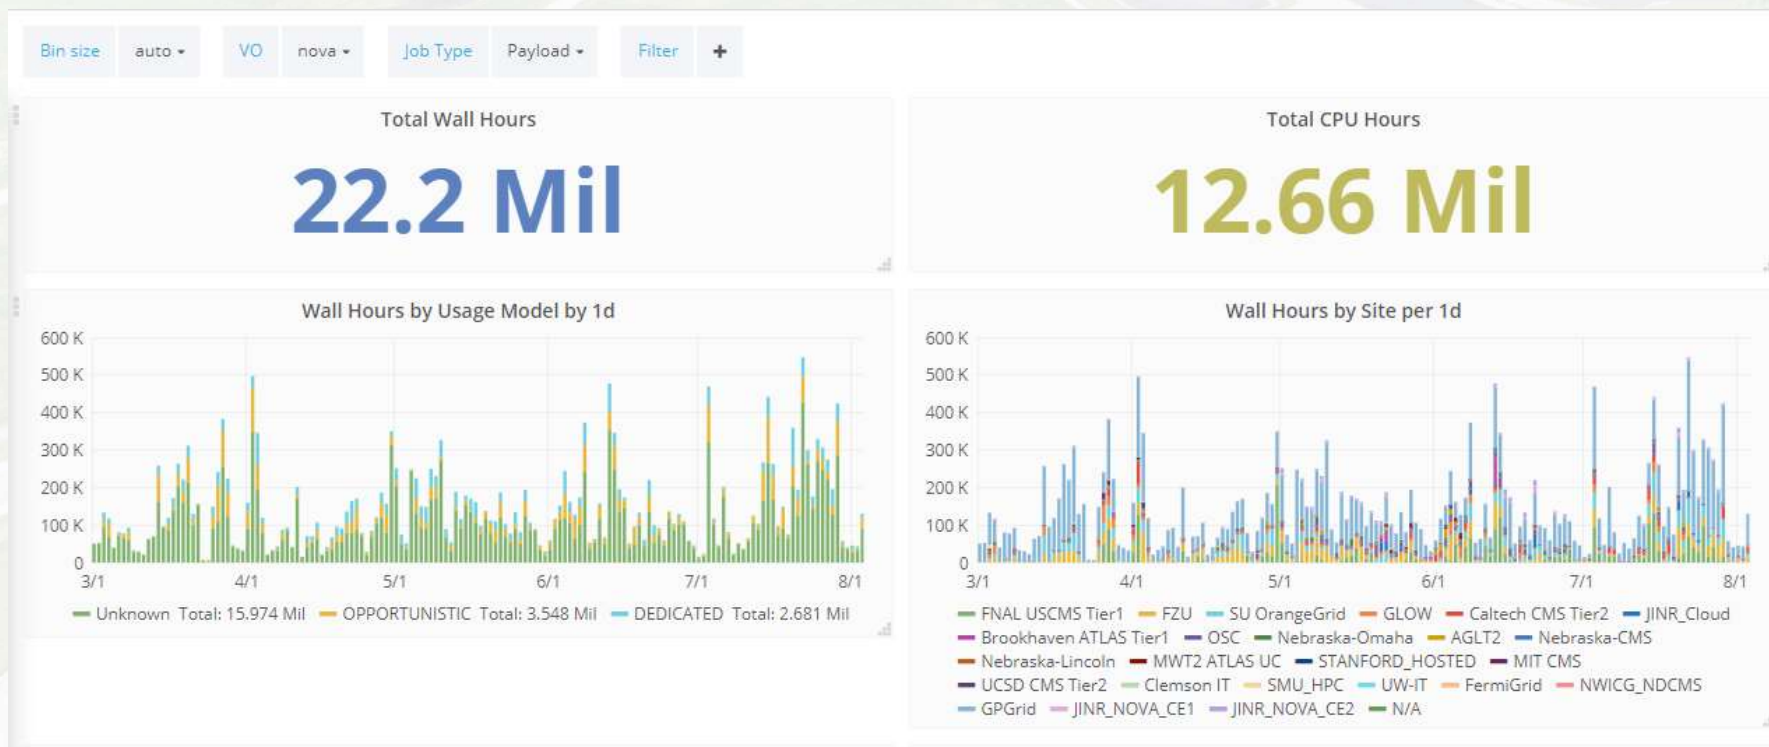 Bin size auto VO nova Job Type Payload Filter +
Total Wall Hours
22.2 Mil
Total CPU Hours
12.66 Mil
Wall Hours by Usage Model by 1d
600 K
500 K
400 K
300 K
200 K
100 K
0
3/1 4/1 5/1 6/1 7/1 8/1
Unknown Total: 15.974 Mil OPPORTUNISTIC Total: 3.548 Mil DEDICATED Total: 2.681 Mil
Wall Hours by Site per 1d
600 K
500 K
400 K
300 K
200 K
100 K
0
3/1 4/1 5/1 6/1 7/1 8/1
FNAL USCMS Tier1 FZU SU OrangeGrid GLOW Caltech CMS Tier2 JINR_Cloud
Brookhaven ATLAS Tier1 OSC Nebraska-Omaha AGLT2 Nebraska-CMS
Nebraska-Lincoln MWT2 ATLAS UC STANFORD_HOSTED MIT CMS
UCSD CMS Tier2 Clemson IT SMU_HPC UW-IT FermiGrid NWICG_NDCMS
GPGrid JINR_NOVA_CE1 JINR_NOVA_CE2 N/A